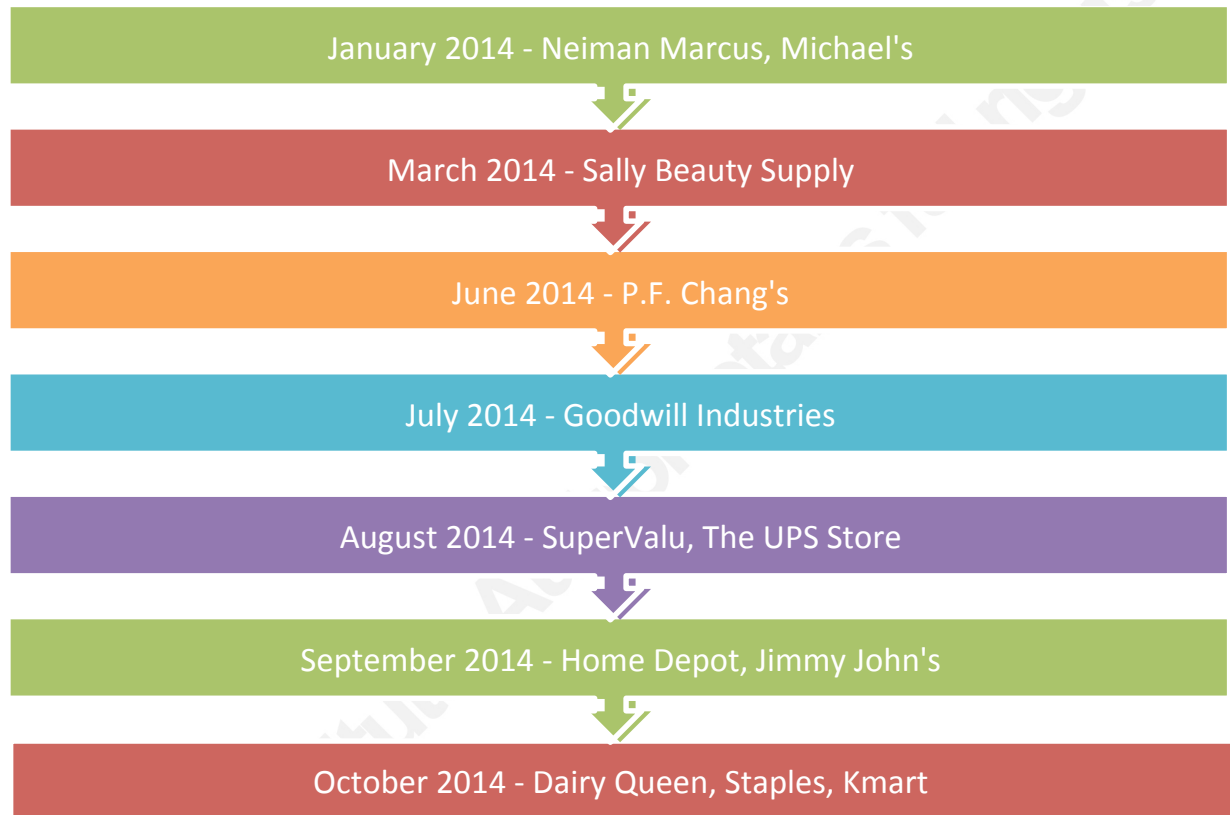 January 2014 - Neiman Marcus, Michael's
March 2014 - Sally Beauty Supply
June 2014 - P.F. Chang's
July 2014 - Goodwill Industries
August 2014 - SuperValu, The UPS Store
September 2014 - Home Depot, Jimmy John's
October 2014 - Dairy Queen, Staples, Kmart